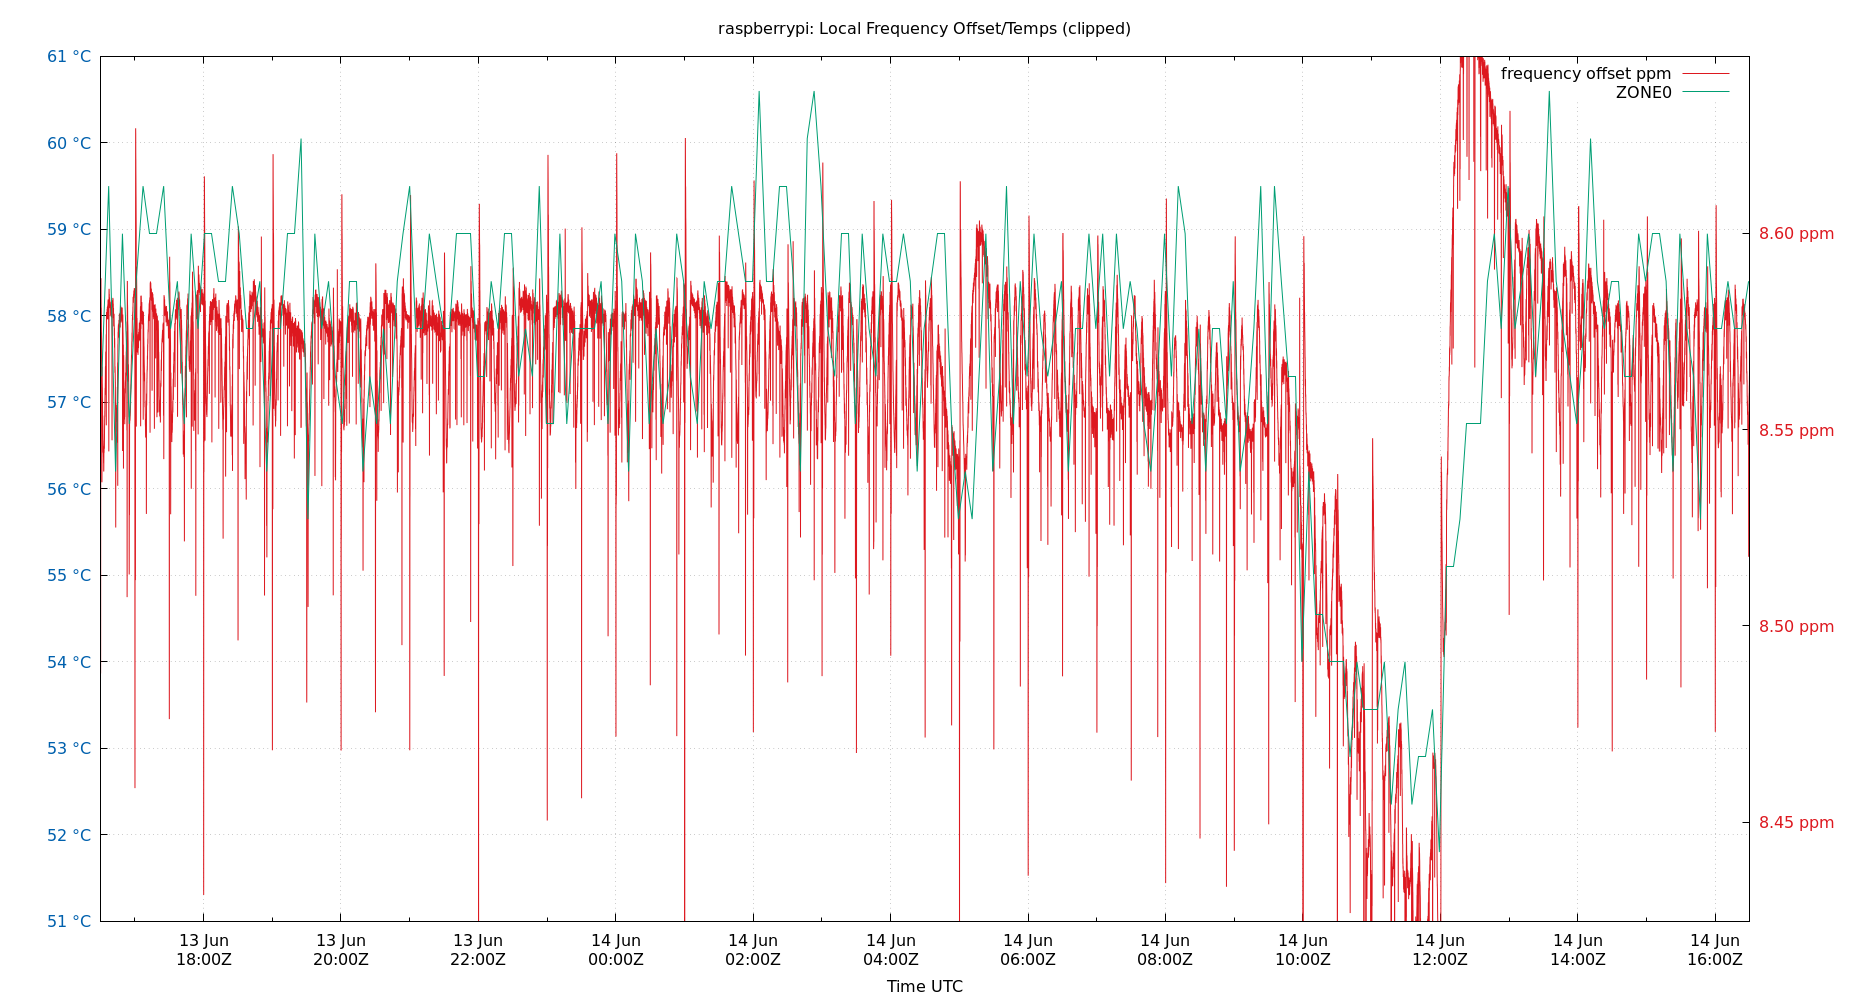 raspberrypi: Local Frequency Offset/Temps (clipped)
61 °C
60 °C
59 °C
58 °C
57 °C
56 °C
55 °C
54 °C
53 °C
52 °C
51 °C
frequency offset ppm
ZONE0
8.60 ppm
8.55 ppm
8.50 ppm
8.45 ppm
13 Jun
18:00Z
13 Jun
20:00Z
13 Jun
22:00Z
14 Jun
00:00Z
14 Jun
02:00Z
14 Jun
04:00Z
14 Jun
06:00Z
14 Jun
08:00Z
14 Jun
10:00Z
14 Jun
12:00Z
14 Jun
14:00Z
14 Jun
16:00Z
Time UTC